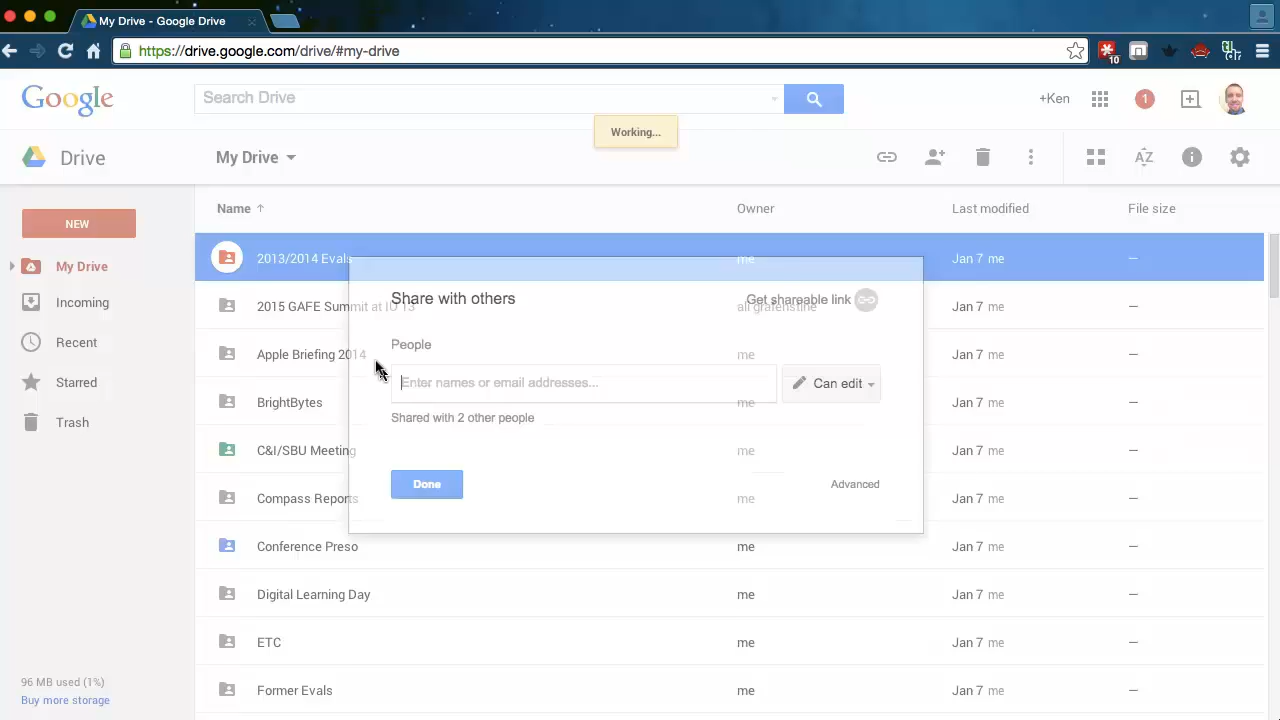 My Drive - Google Drive
https://drive.google.com/drive/#my-drive
10
Google
Search Drive
+Ken
1
Working...
Drive
My Drive
AZ
NEW
My Drive
Incoming
Recent
Starred
Trash
96 MB used (1%)
Buy more storage
Name Owner Last modified File size
2013/2014 Evals me Jan 7 me —
2015 GAFE Summit at IU 13 ali grafenstine Jan 7 me —
Apple Briefing 2014 me Jan 7 me —
BrightBytes me Jan 7 me —
C&I/SBU Meeting me Jan 7 me —
Compass Reports me Jan 7 me —
Conference Preso me Jan 7 me —
Digital Learning Day me Jan 7 me —
ETC me Jan 7 me —
Former Evals me Jan 7 me —
Share with others
Get shareable link
People
Enter names or email addresses...
Can edit
Shared with 2 other people
Done
Advanced